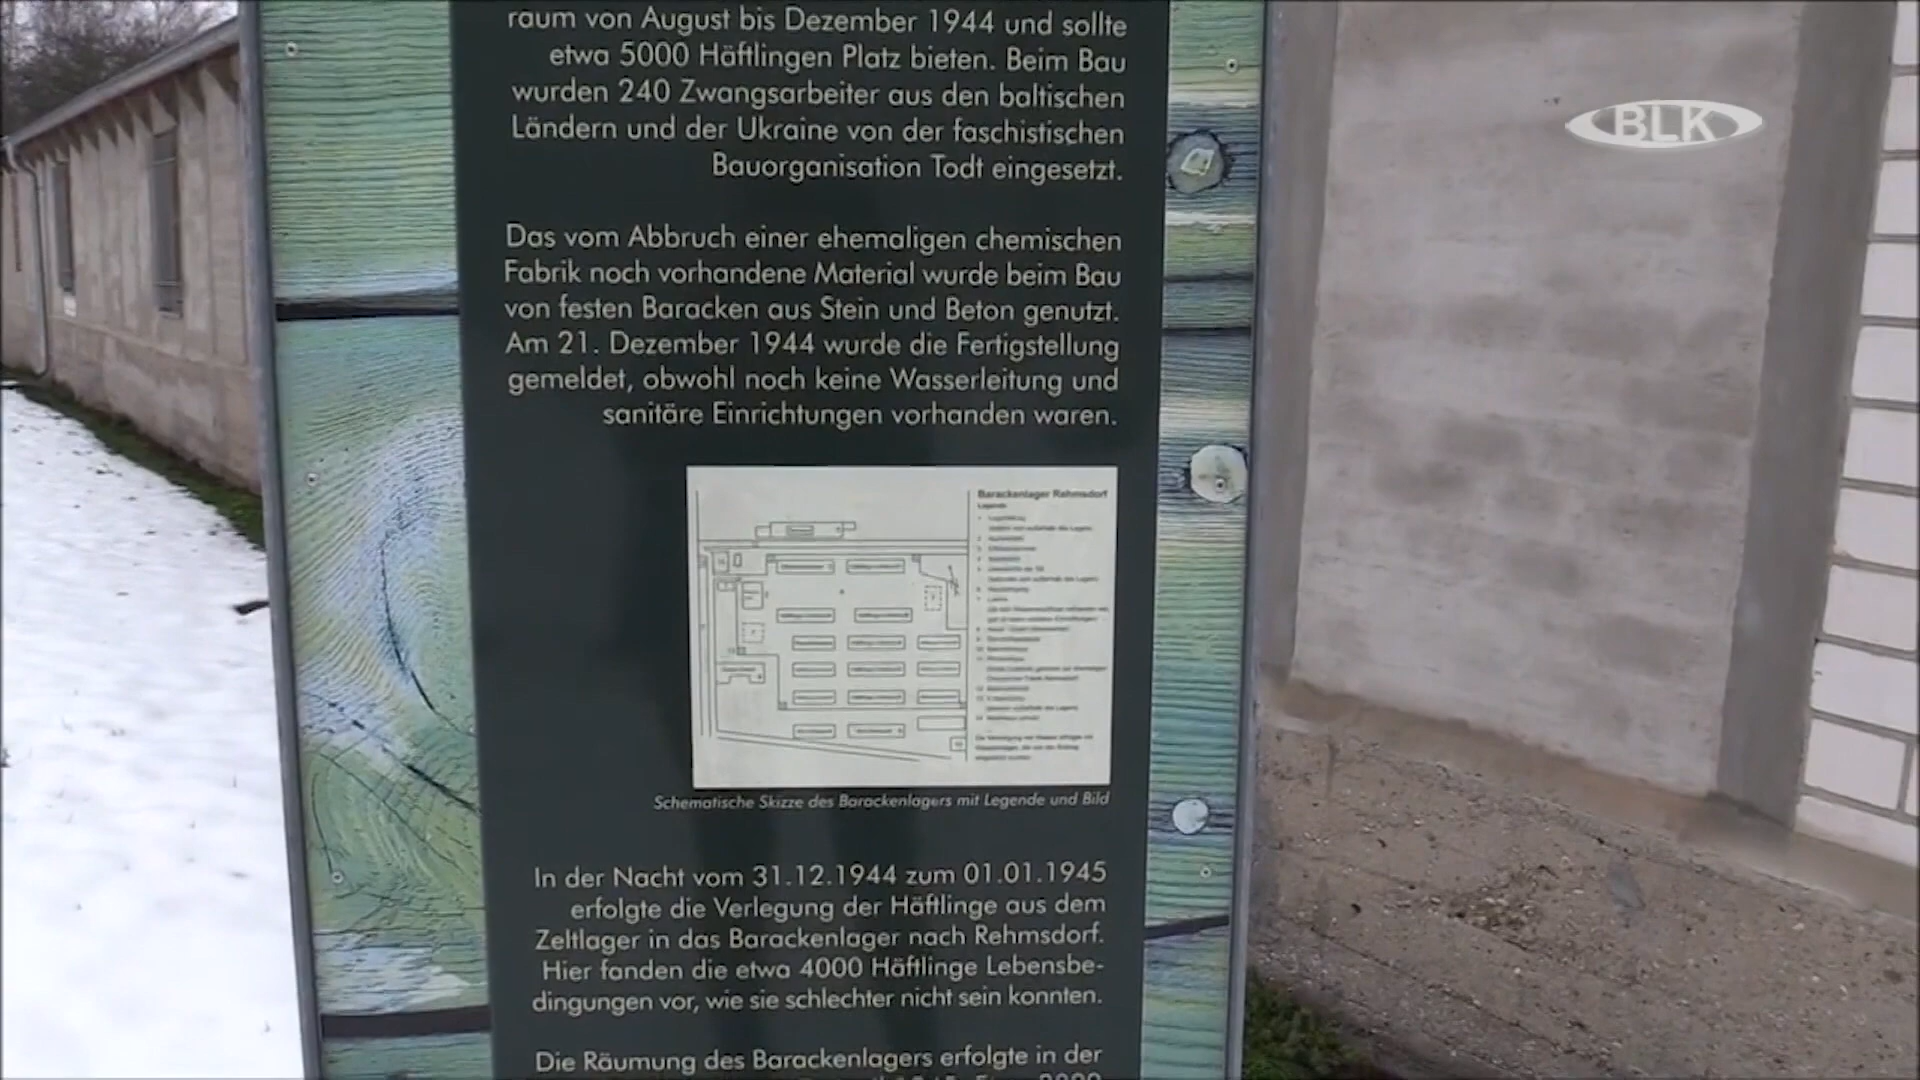 raum von August bis Dezember 1944 und sollte
etwa 5000 Häftlingen Platz bieten. Beim Bau
wurden 240 Zwangsarbeiter aus den baltischen
Ländern und der Ukraine von der faschistischen
Bauorganisation Todt eingesetzt.
Das vom Abbruch einer ehemaligen chemischen
Fabrik noch vorhandene Material wurde beim Bau
von festen Baracken aus Stein und Beton genutzt.
Am 21. Dezember 1944 wurde die Fertigstellung
gemeldet, obwohl noch keine Wasserleitung und
sanitäre Einrichtungen vorhanden waren.
Barackenlager Rehmsdorf
Legende
Schematische Skizze des Barackenlagers mit Legende und Bild
In der Nacht vom 31.12.1944 zum 01.01.1945
erfolgte die Verlegung der Häftlinge aus dem
Zeltlager in das Barackenlager nach Rehmsdorf.
Hier fanden die etwa 4000 Häftlinge Lebensbe-
dingungen vor, wie sie schlechter nicht sein konnten.
Die Räumung des Barackenlagers erfolgte in der
BLK